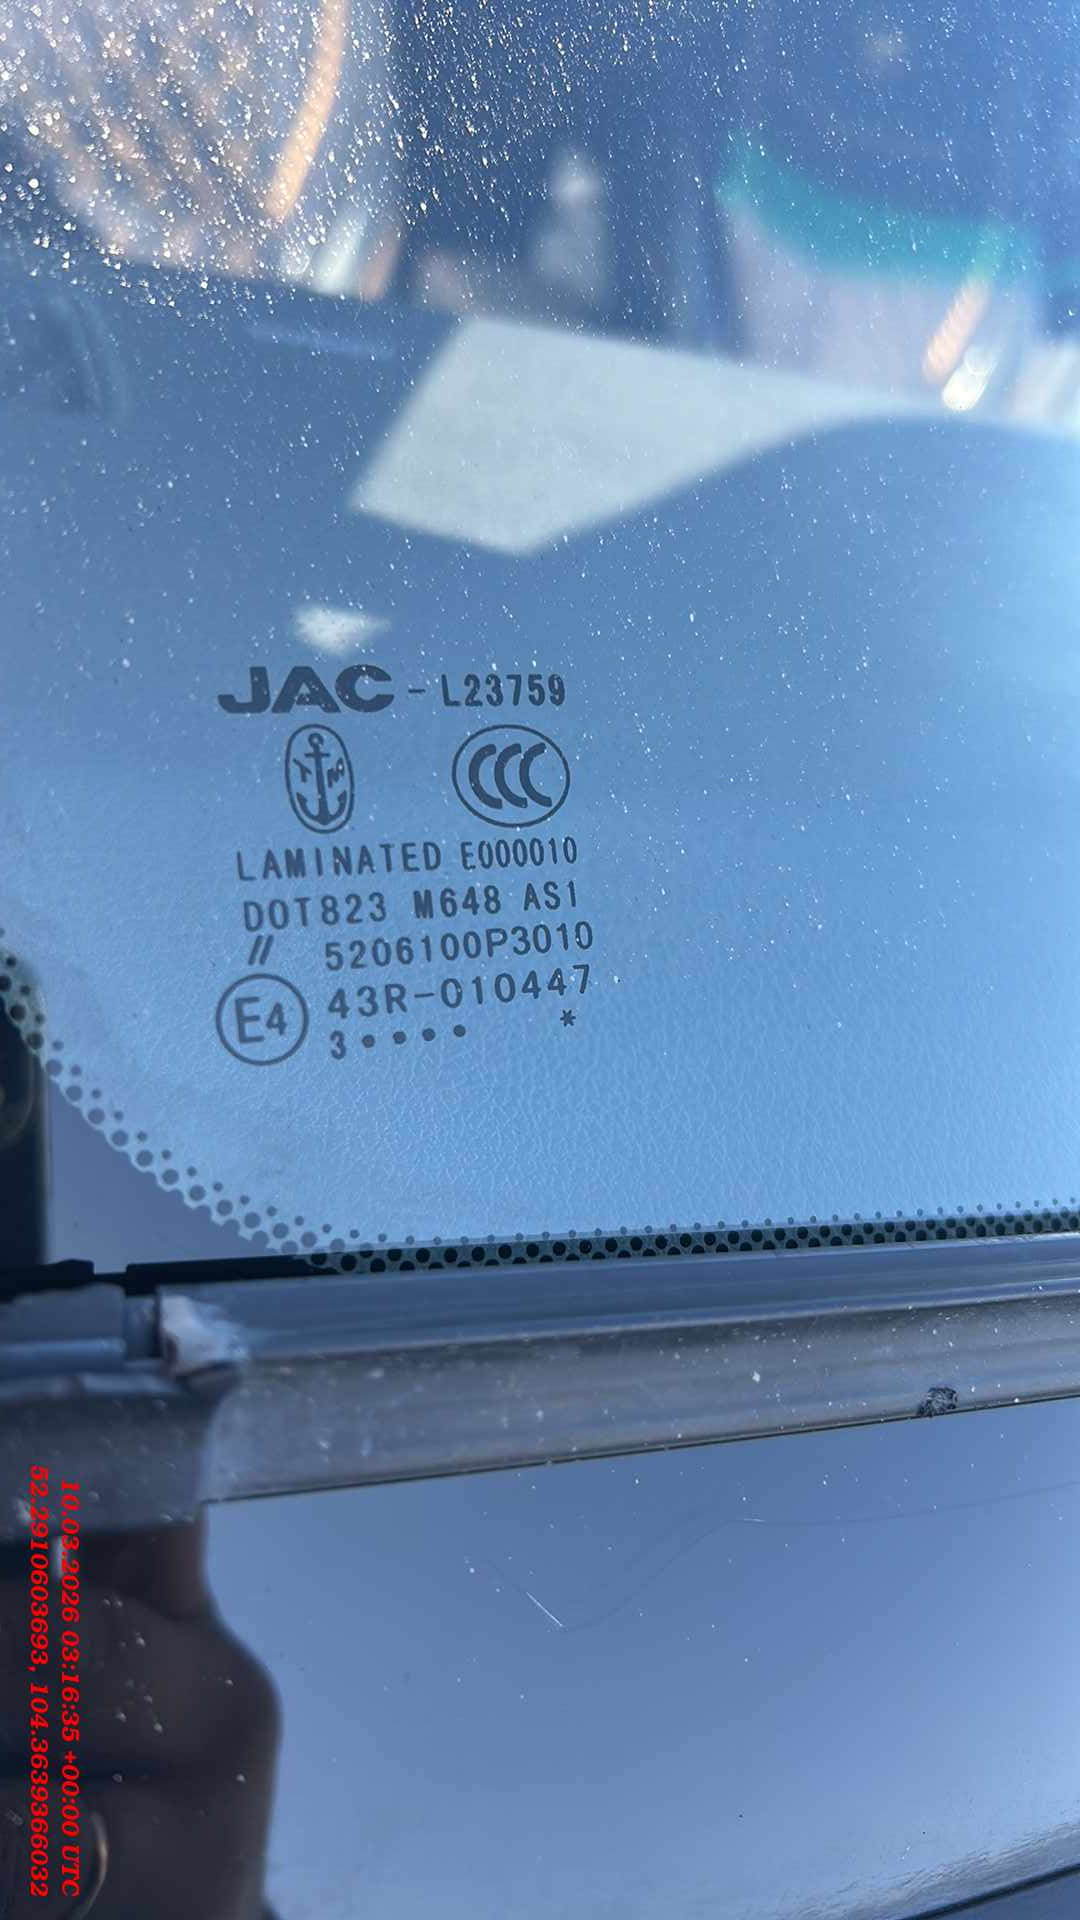 JAC - L23759
CCC
LAMINATED E000010
DOT823 M648 AS1
// 5206100P3010
E4 43R-010447
3 • • • • *
10.03.2026 03:16:35 +00:00 UTC
52.2910603693, 104.3639366032